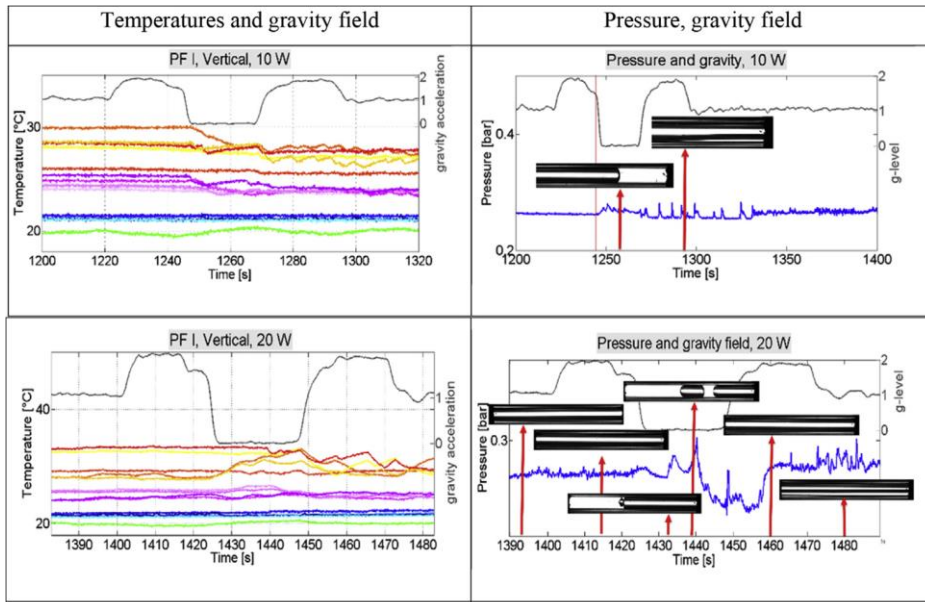 Temperatures and gravity field
Pressure, gravity field
PF I, Vertical, 10 W
Temperature [°C]
30
20
2
1
0
gravity acceleration
1200 1220 1240 1260 1280 1300 1320
Time [s]
Pressure and gravity, 10 W
Pressure [bar]
0.4
0.2
2
1
0
g-level
1200 1250 1300 1350 1400
Time [s]
PF I, Vertical, 20 W
Temperature [°C]
40
20
1
0
gravity acceleration
1390 1400 1410 1420 1430 1440 1450 1460 1470
Time [s]
Pressure and gravity field, 20 W
Pressure [bar]
0.3
2
1
0
g-level
1390 1400 1420 1430 1440 1450 1460 1470 1480
Time [s]